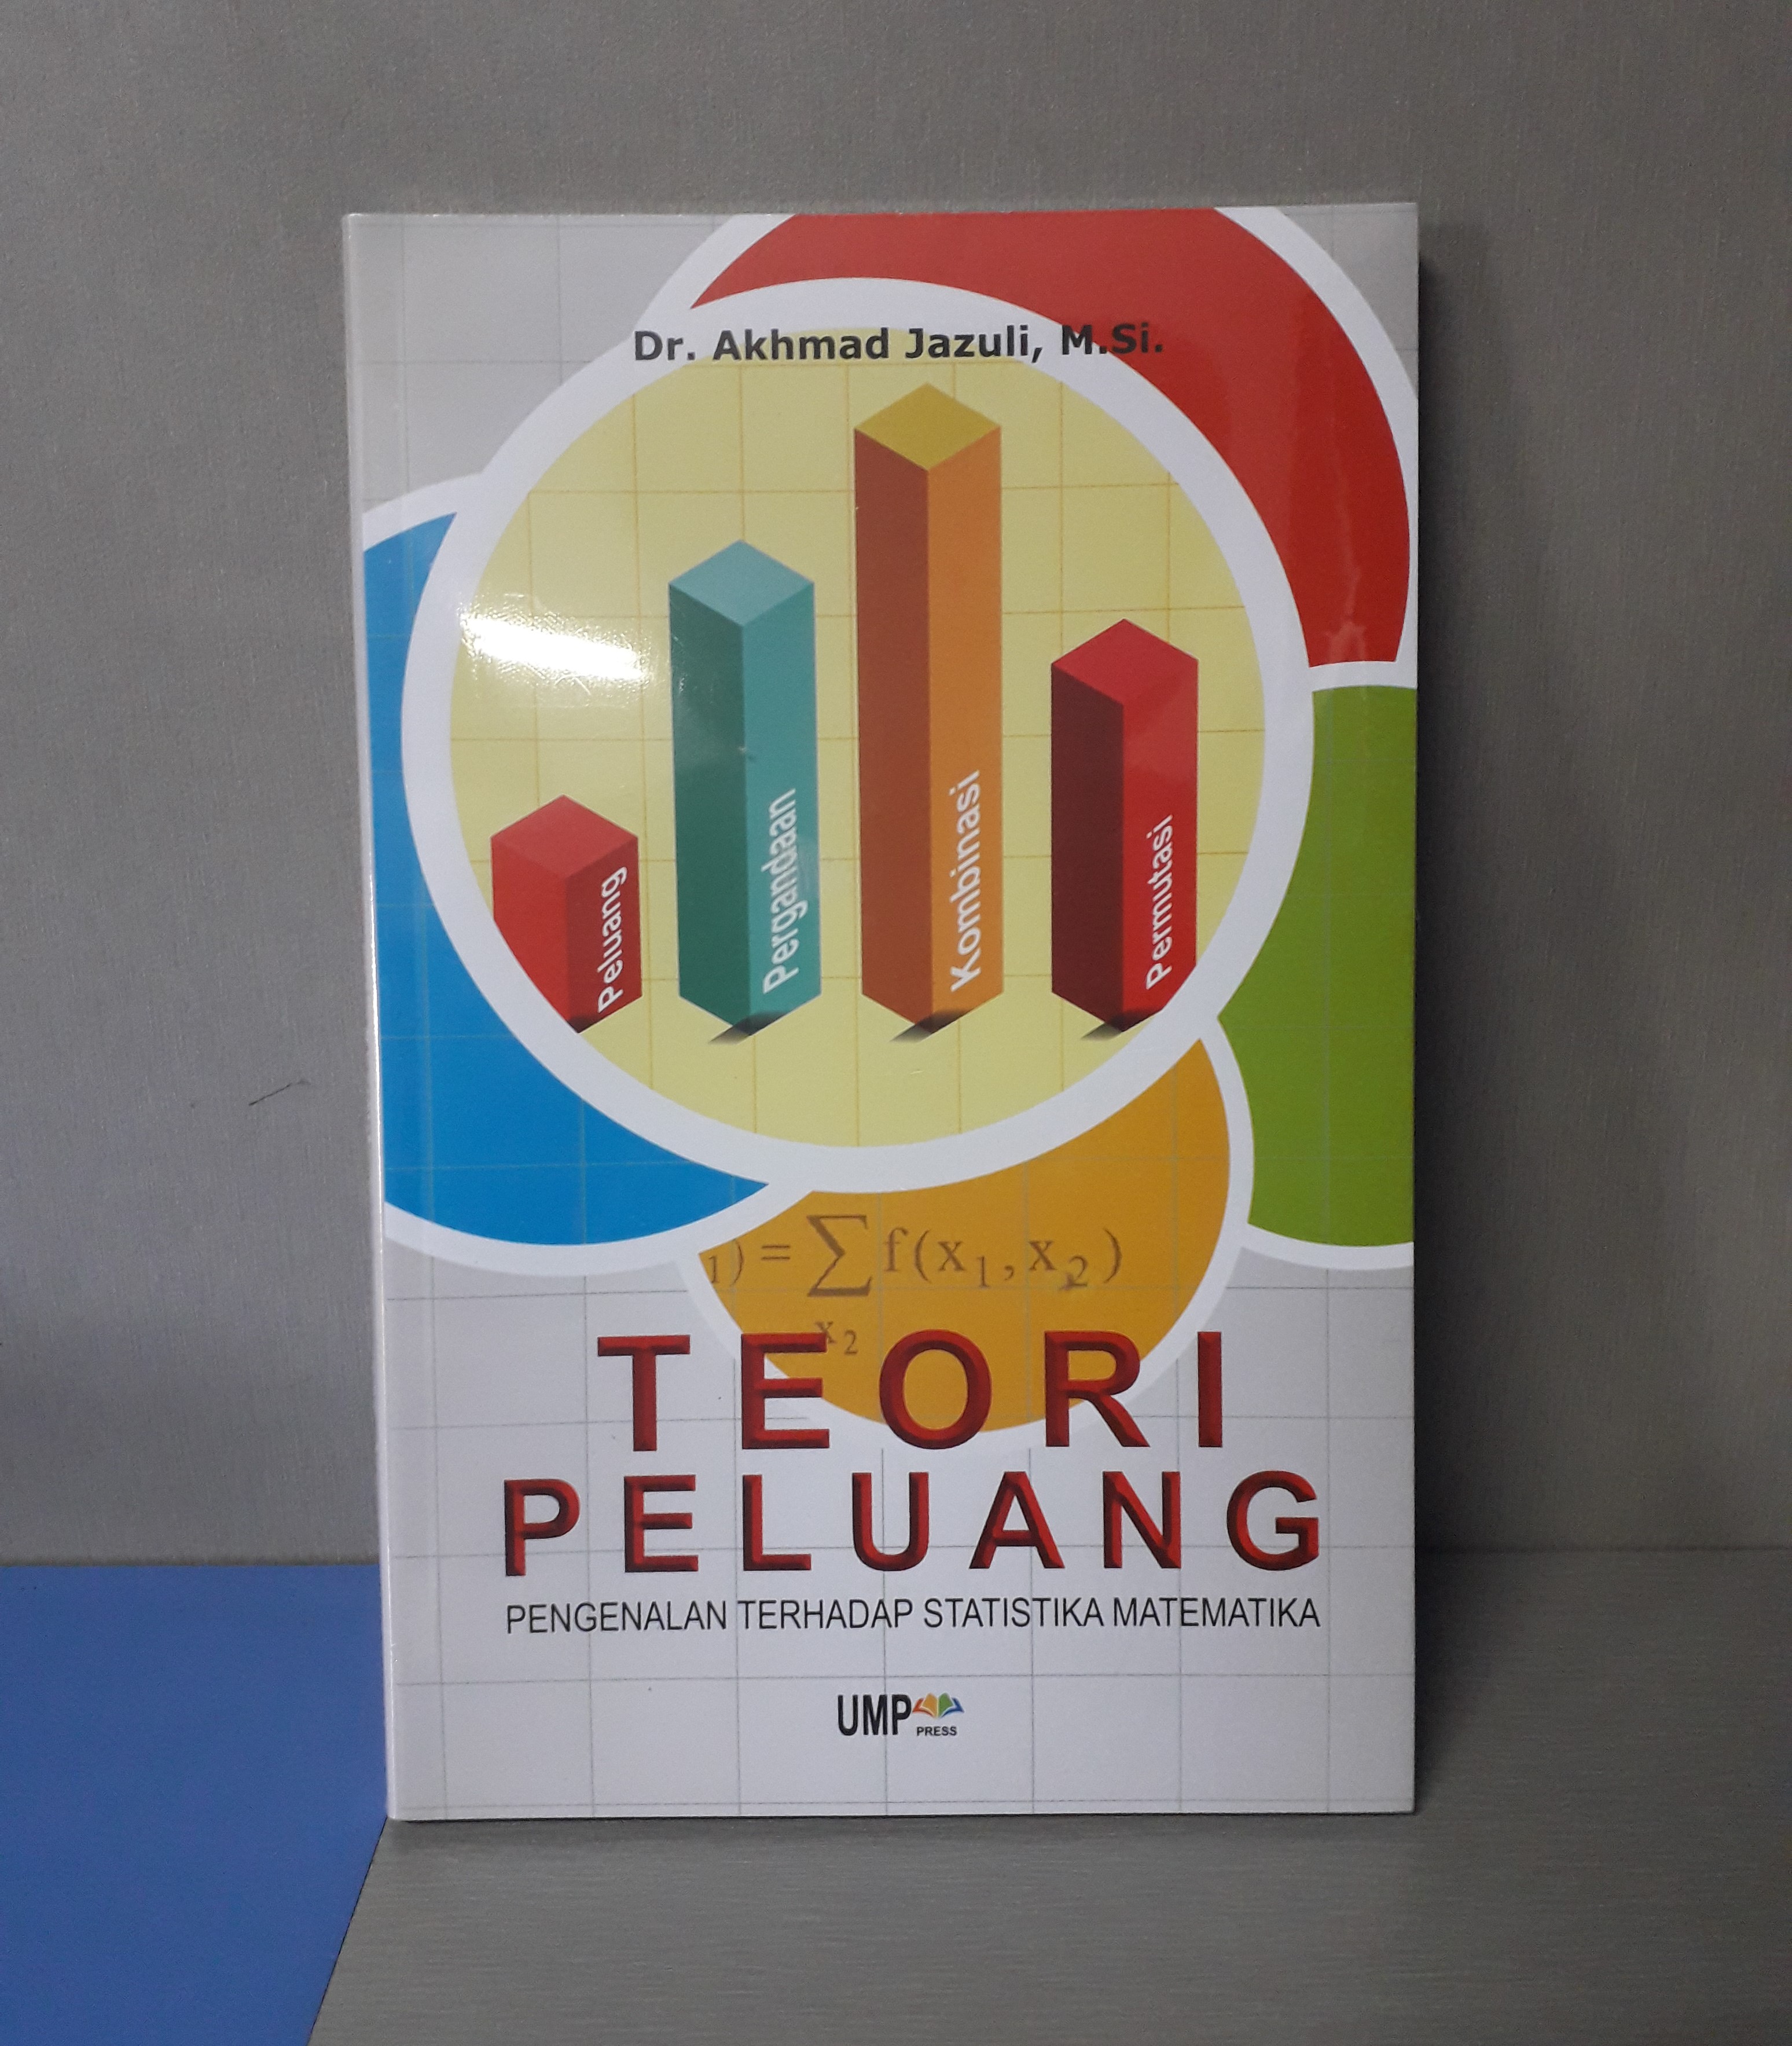 Dr. Akhmad Jazuli, M.Si.
Peluang
Pergandaan
Kombinasi
Permutasi
₁) = ∑ f(x₁, x₂)
x₂
TEORI
PELUANG
PENGENALAN TERHADAP STATISTIKA MATEMATIKA
UMP
PRESS